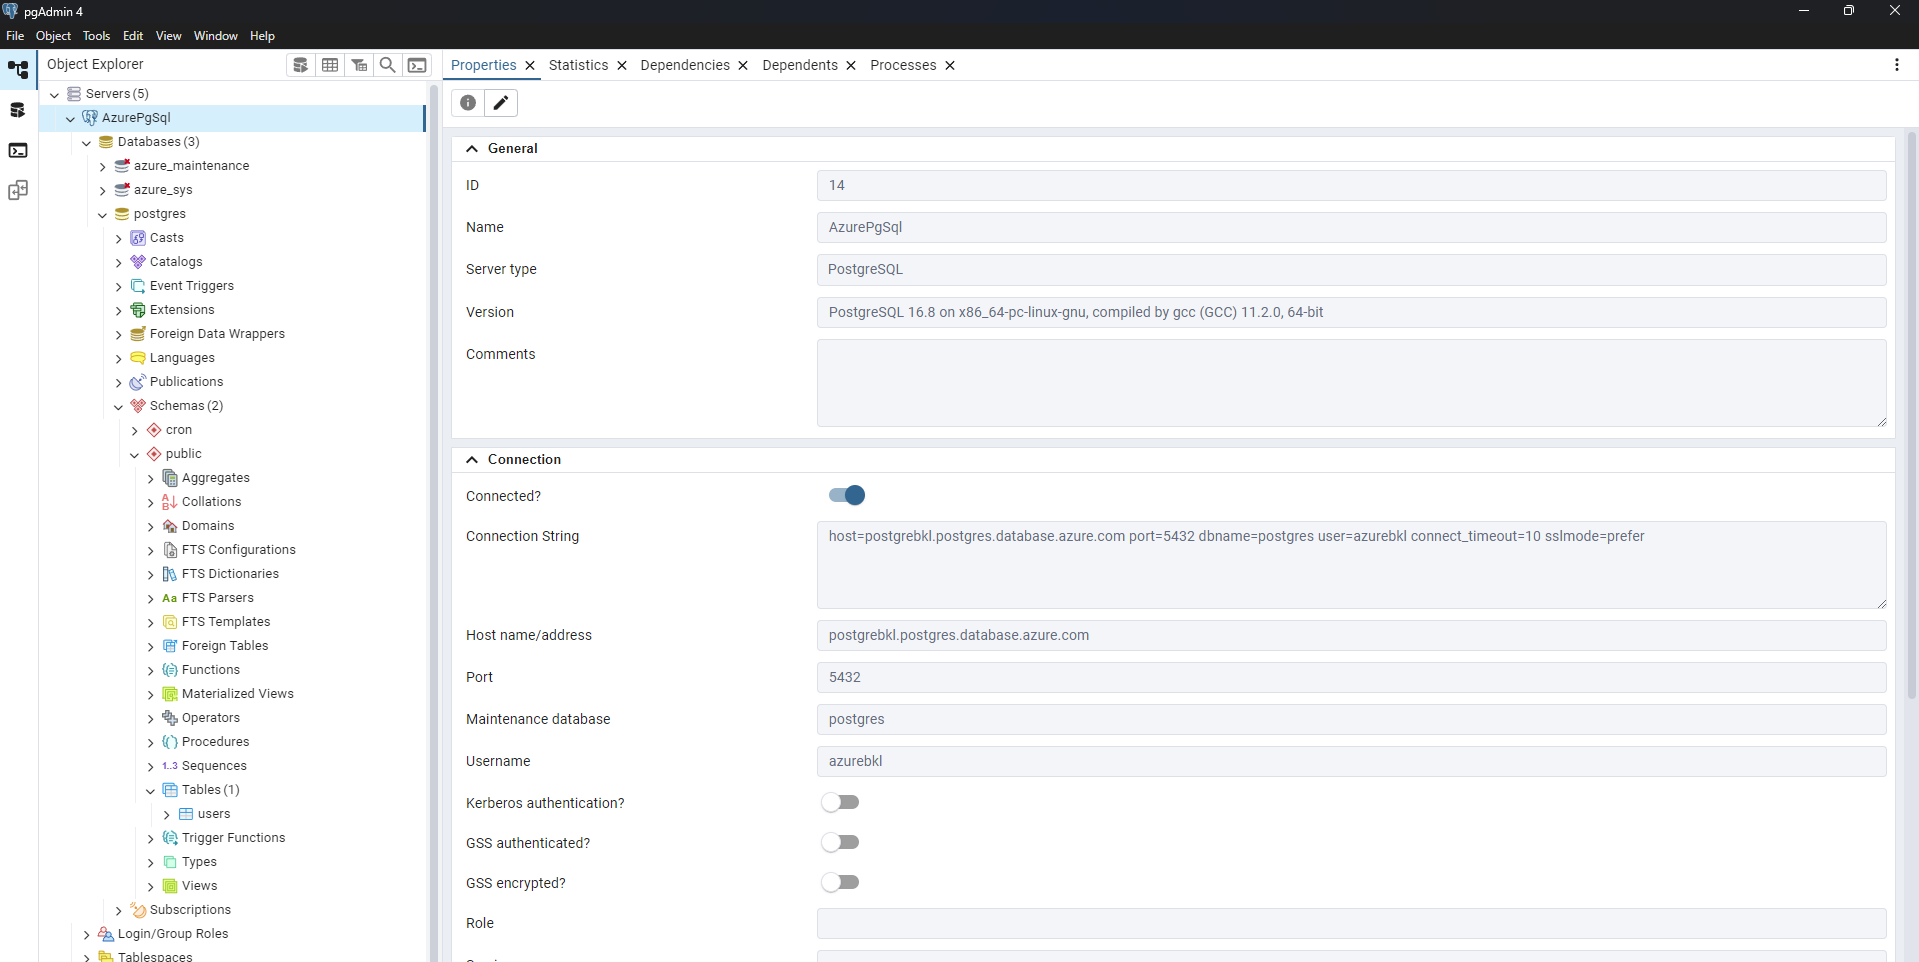 pgAdmin 4
File Object Tools Edit View Window Help
Object Explorer
Servers (5)
AzurePgSql
Databases (3)
azure_maintenance
azure_sys
postgres
Casts
Catalogs
Event Triggers
Extensions
Foreign Data Wrappers
Languages
Publications
Schemas (2)
cron
public
Aggregates
Collations
Domains
FTS Configurations
FTS Dictionaries
Aa FTS Parsers
FTS Templates
Foreign Tables
Functions
Materialized Views
Operators
Procedures
1..3 Sequences
Tables (1)
users
Trigger Functions
Types
Views
Subscriptions
Login/Group Roles
Tablespaces
Properties Statistics Dependencies Dependents Processes
General
ID 14
Name AzurePgSql
Server type PostgreSQL
Version PostgreSQL 16.8 on x86_64-pc-linux-gnu, compiled by gcc (GCC) 11.2.0, 64-bit
Comments
Connection
Connected?
Connection String host=postgrebkl.postgres.database.azure.com port=5432 dbname=postgres user=azurebkl connect_timeout=10 sslmode=prefer
Host name/address postgrebkl.postgres.database.azure.com
Port 5432
Maintenance database postgres
Username azurebkl
Kerberos authentication?
GSS authenticated?
GSS encrypted?
Role